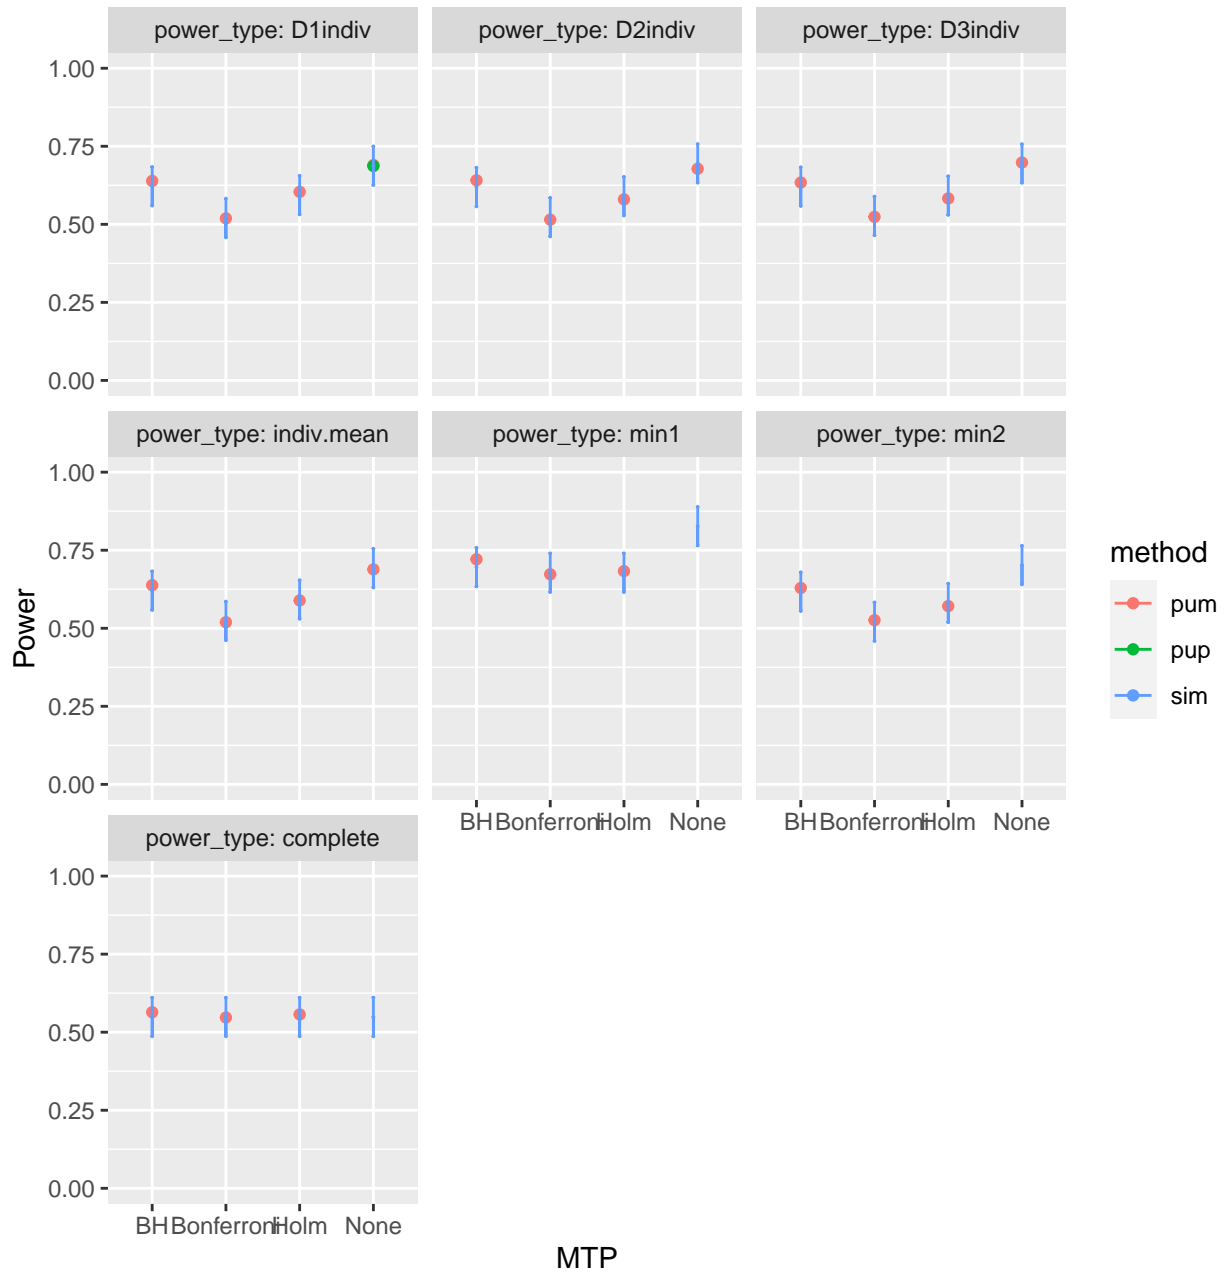 power_type: D1indiv
power_type: D2indiv
power_type: D3indiv
1.00
0.75
0.50
0.25
0.00
power_type: indiv.mean
power_type: min1
power_type: min2
1.00
0.75
0.50
0.25
0.00
BH Bonferroni Holm None
BH Bonferroni Holm None
power_type: complete
1.00
0.75
0.50
0.25
0.00
BH Bonferroni Holm None
MTP
Power
method
pum
pup
sim